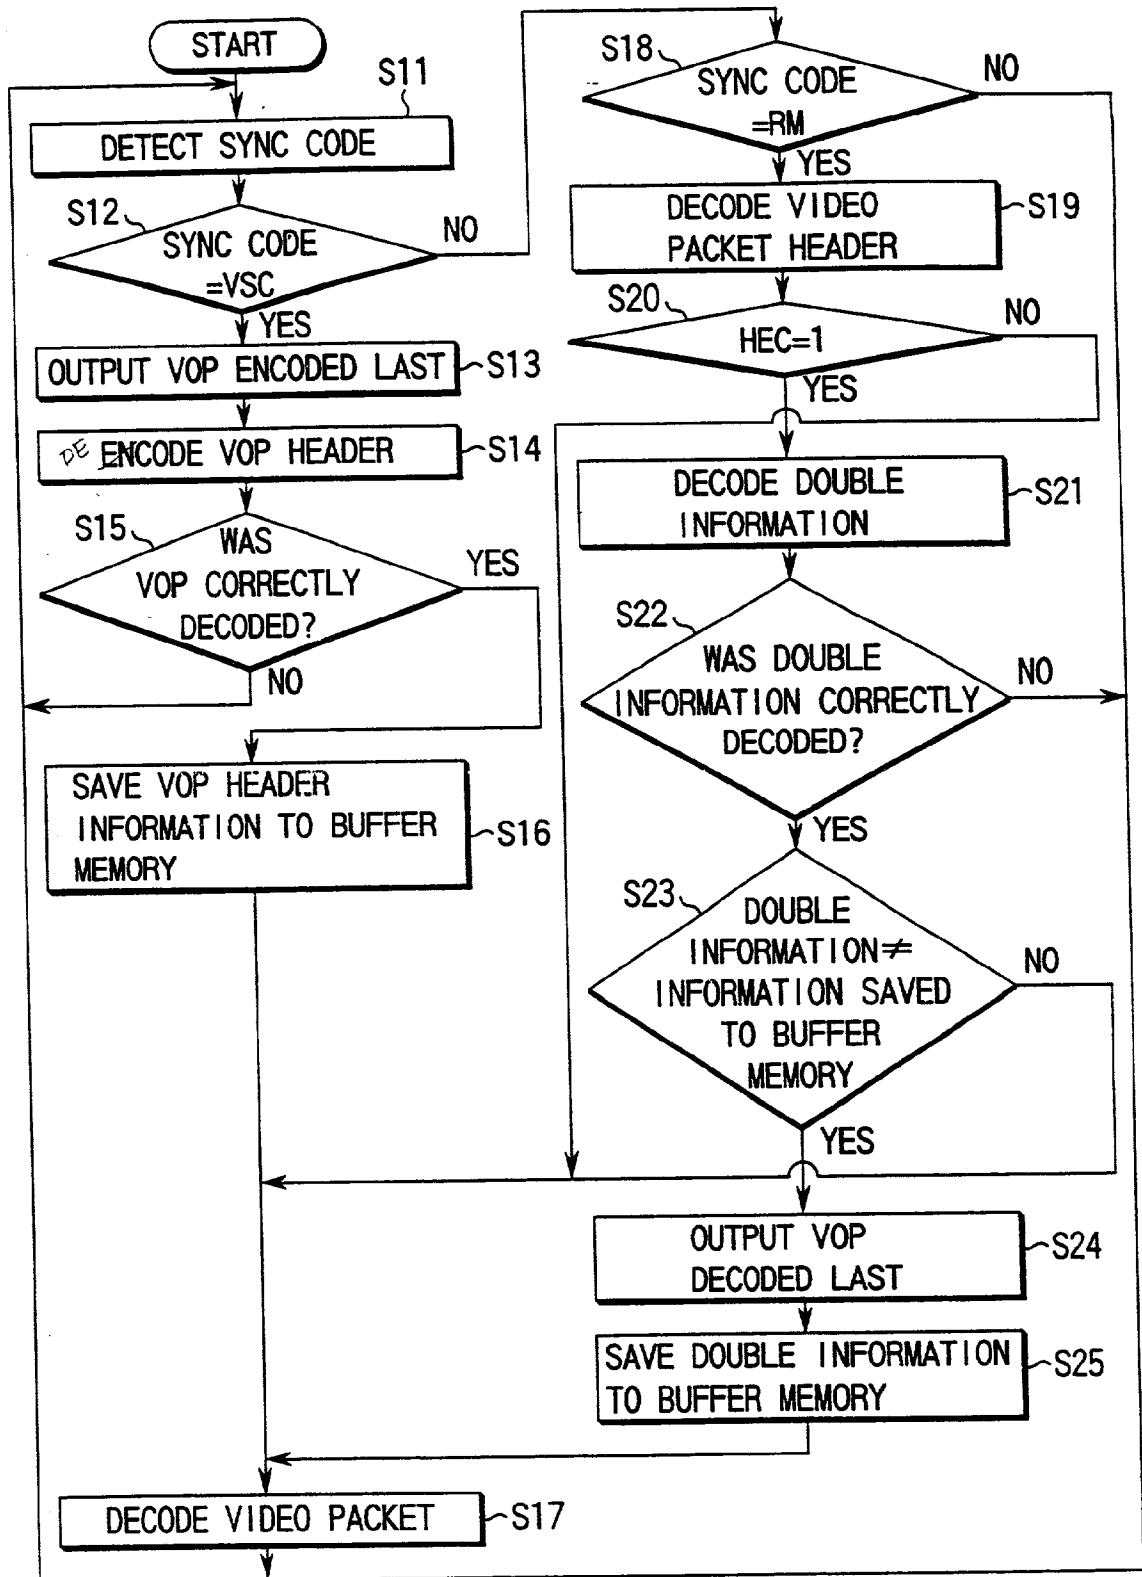 START
S11
DETECT SYNC CODE
S12
SYNC CODE
=VSC
NO
YES
OUTPUT VOP ENCODED LAST
S13
DE ENCODE VOP HEADER
S14
S15
WAS
VOP CORRECTLY
DECODED?
YES
NO
SAVE VOP HEADER
INFORMATION TO BUFFER
MEMORY
S16
S18
SYNC CODE
=RM
NO
YES
DECODE VIDEO
PACKET HEADER
S19
S20
HEC=1
NO
YES
DECODE DOUBLE
INFORMATION
S21
S22
WAS DOUBLE
INFORMATION CORRECTLY
DECODED?
NO
YES
S23
DOUBLE
INFORMATION≠
INFORMATION SAVED
TO BUFFER
MEMORY
NO
YES
OUTPUT VOP
DECODED LAST
S24
SAVE DOUBLE INFORMATION
TO BUFFER MEMORY
S25
DECODE VIDEO PACKET
S17